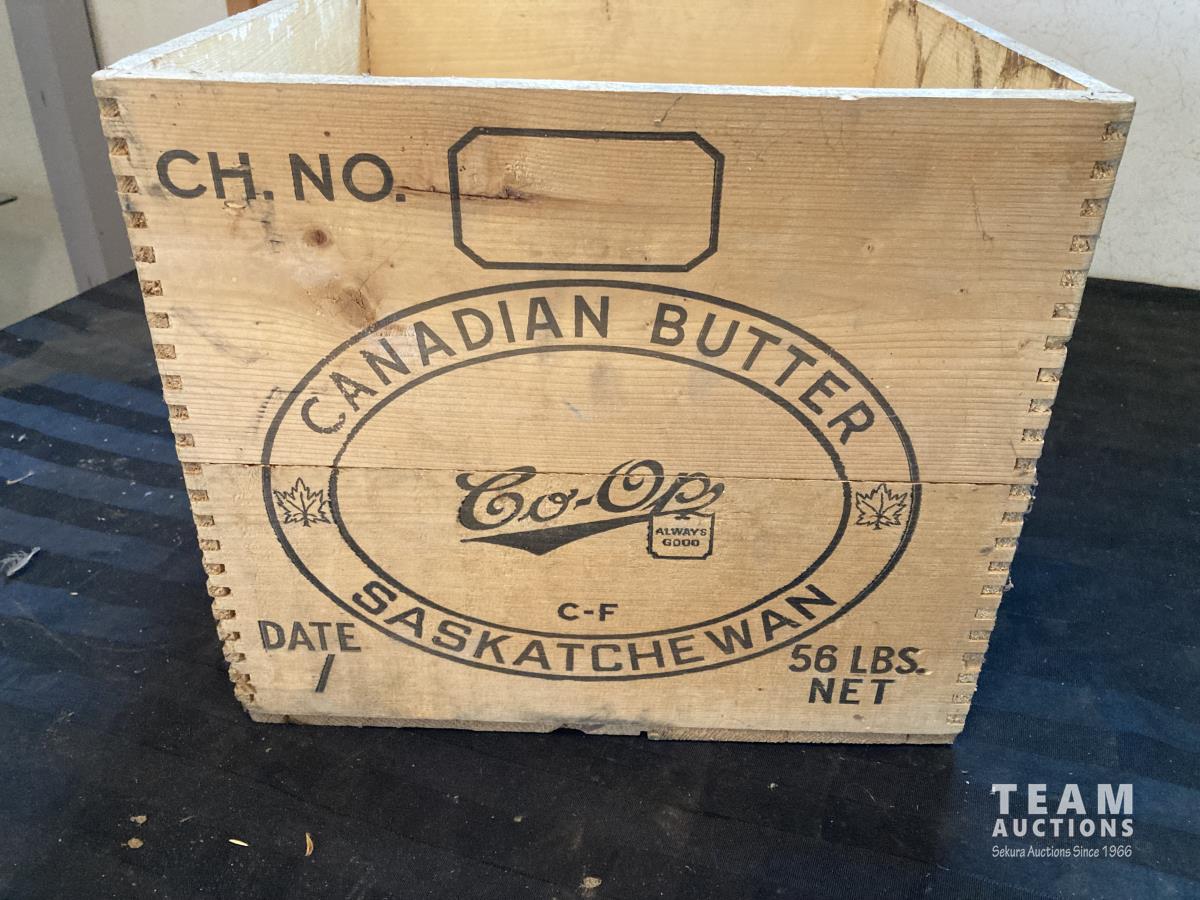 CH. NO.
CANADIAN BUTTER
Co-Op
ALWAYS
GOOD
C-F
SASKATCHEWAN
DATE
/
56 LBS.
NET
TEAM
AUCTIONS
Sekura Auctions Since 1966